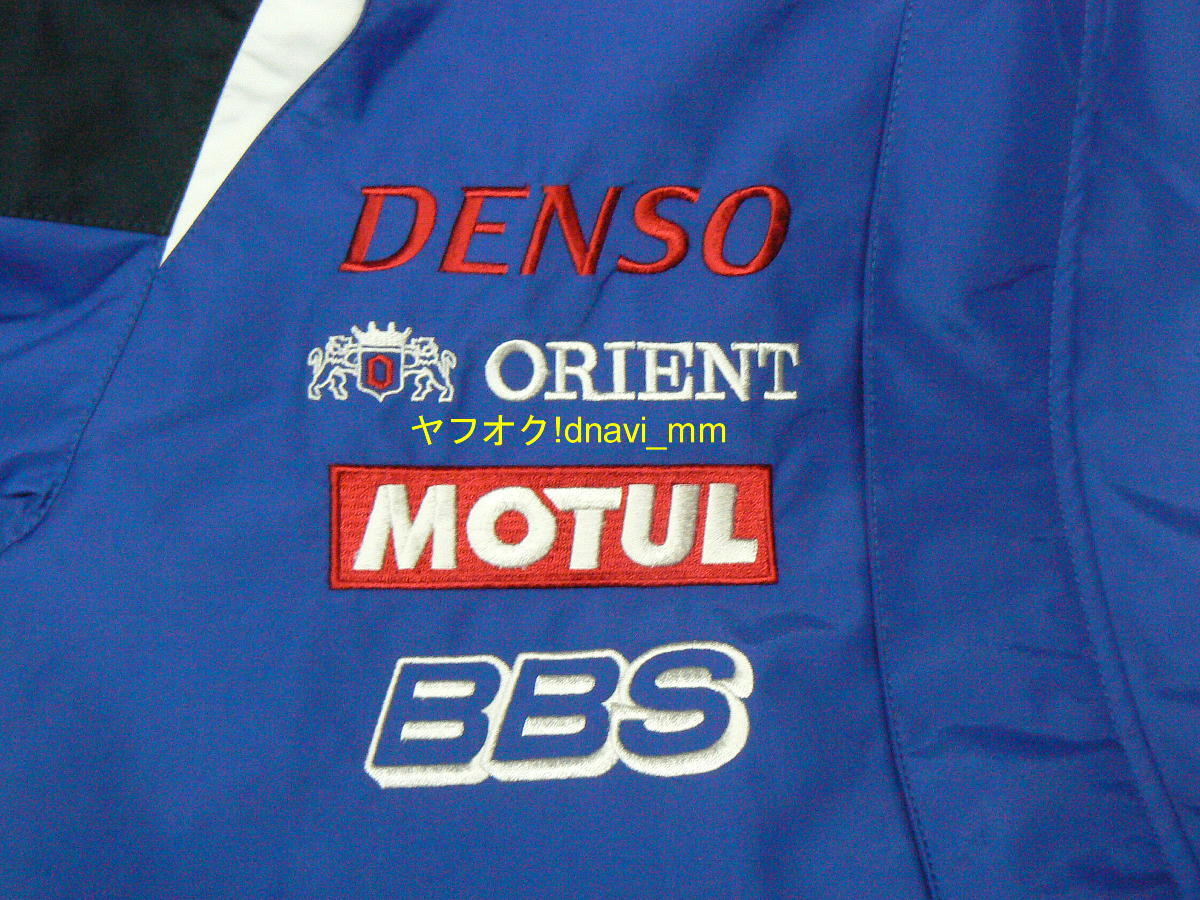 DENSO
O ORIENT
ヤフオク!dnavi_mm
MOTUL
BBS